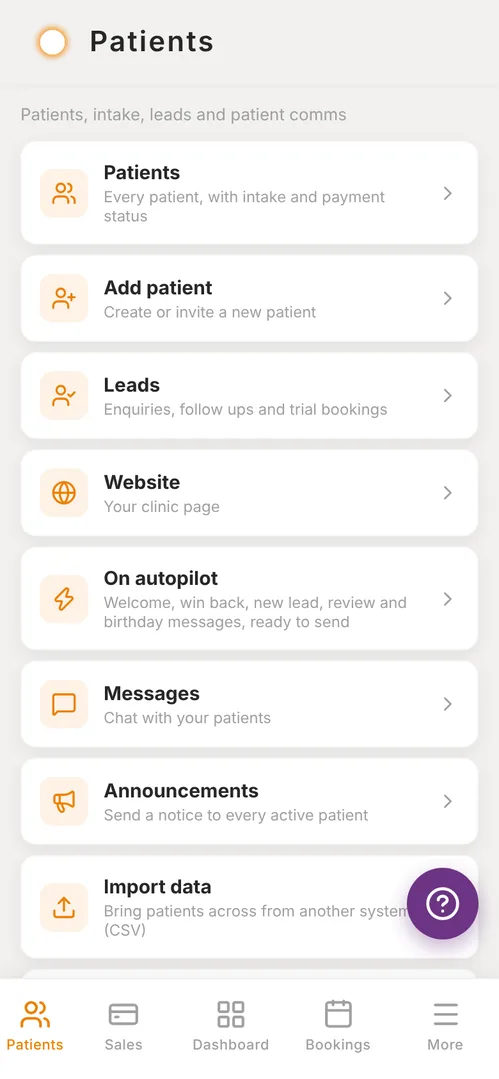 Patients
Patients, intake, leads and patient comms
Patients
Every patient, with intake and payment
status
Add patient
Create or invite a new patient
Leads
Enquiries, follow ups and trial bookings
Website
Your clinic page
On autopilot
Welcome, win back, new lead, review and
birthday messages, ready to send
Messages
Chat with your patients
Announcements
Send a notice to every active patient
Import data
Bring patients across from another system
(CSV)
Patients
Sales
Dashboard
Bookings
More